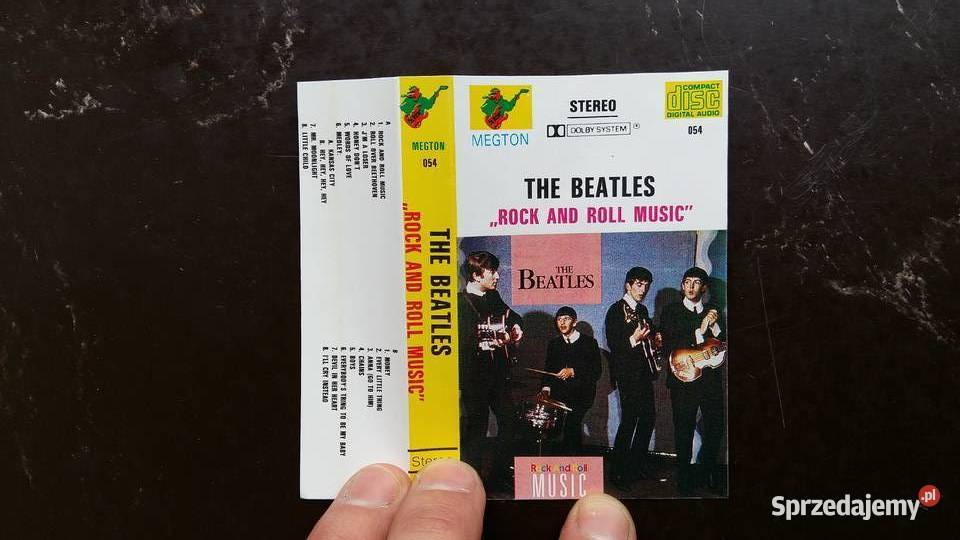 A
1. ROCK AND ROLL MUSIC
2. ROLL OVER BEETHOVEN
3. J'M A LOSER
4. HONEY DON'T
5. WORDS OF LOVE
6. MEDLEY
A. KANSAS CITY
B. HEY, HEY, HEY, HEY
7. MR. MOONLIGHT
8. LITTLE CHILD
B
1. MONEY
2. EVERY LITTLE THING
3. ANNA (GO TO HIM)
4. CHAINS
5. BOYS
6. EVERYBODY'S TRYING TO BE MY BABY
7. DEVIL IN HER HEART
8. I'LL CRY INSTEAD
MEGTON
054
THE BEATLES
„ROCK AND ROLL MUSIC"
Stereo
MEGTON
STEREO
DOLBY SYSTEM
COMPACT
disc
DIGITAL AUDIO
054
THE BEATLES
„ROCK AND ROLL MUSIC"
THE
BEATLES
Rock and Roll
MUSIC
Sprzedajemy.pl